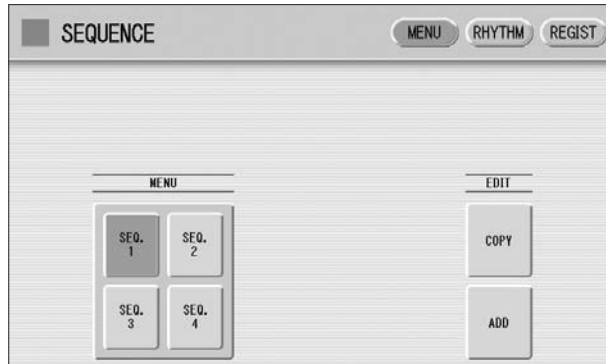 SEQUENCE
MENU RHYTHM REGIST
MENU
SEQ.
1
SEQ.
2
SEQ.
3
SEQ.
4
EDIT
COPY
ADD